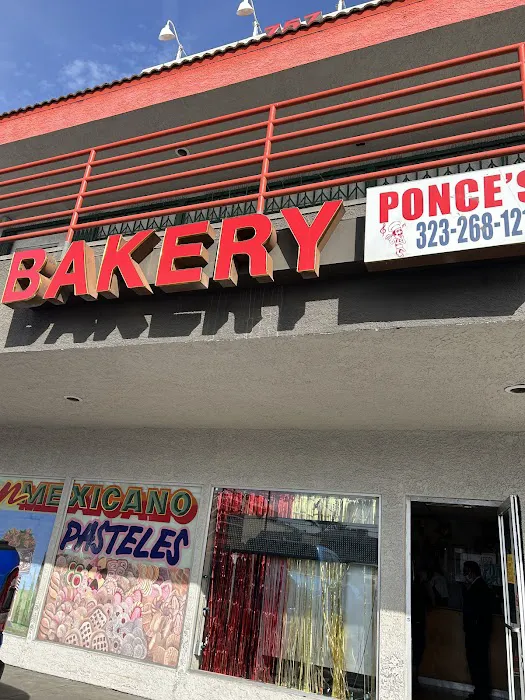 BAKERY
PONCE'S
323-268-12
MEXICANO
PASTELES